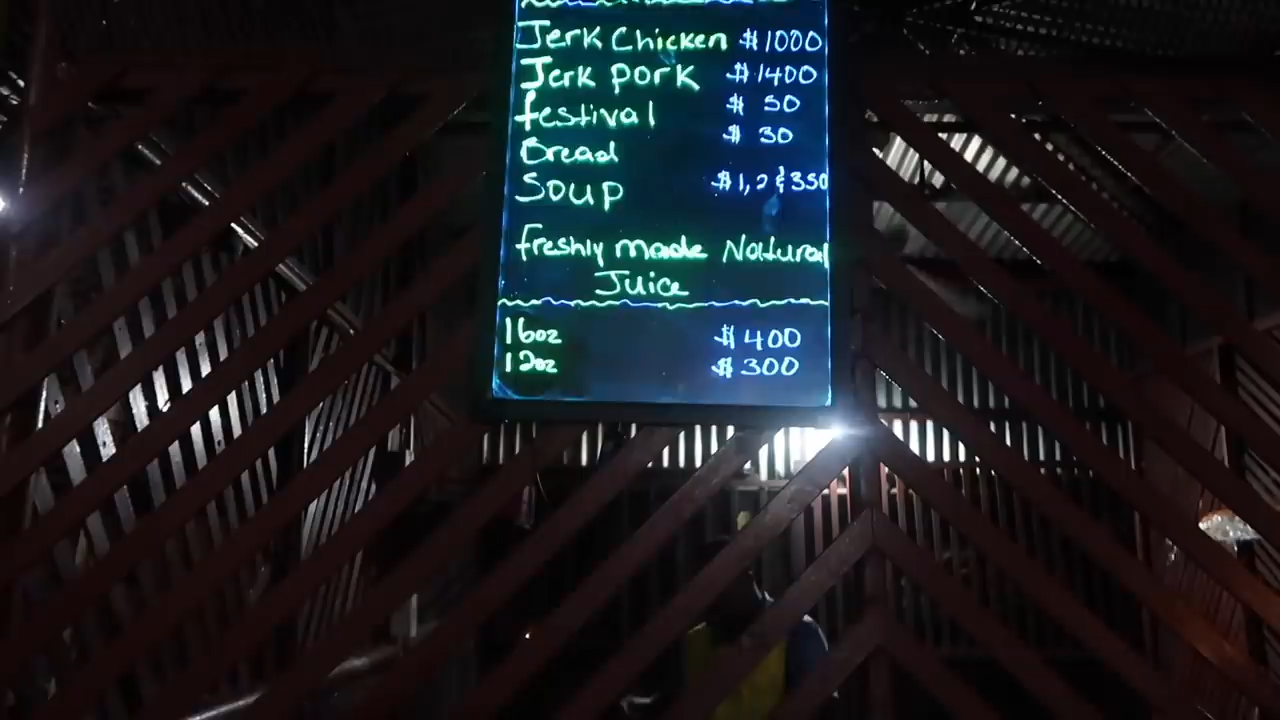 Jerk Chicken $1000
Jerk Pork $1400
festival $50
Bread $30
Soup $1,2 & 350
freshly made Natural
Juice
16oz $400
12oz $300